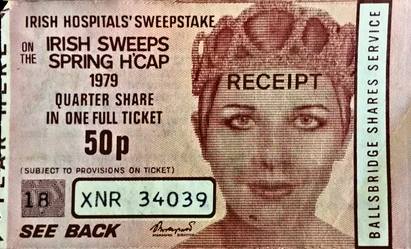 IRISH HOSPITALS' SWEEPSTAKE
ON THE
IRISH SWEEPS
SPRING H'CAP
1979
QUARTER SHARE
IN ONE FULL TICKET
50p
(SUBJECT TO PROVISIONS ON TICKET)
18
XNR 34039
SEE BACK
RECEIPT
BALLSBRIDGE SHARES SERVICE